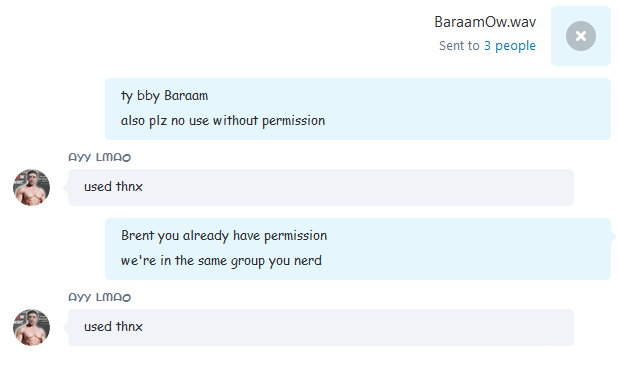 BaraamOw.wav
Sent to 3 people
ty bby Baraam
also plz no use without permission
Ayy LMAO
used thnx
Brent you already have permission
we're in the same group you nerd
Ayy LMAO
used thnx